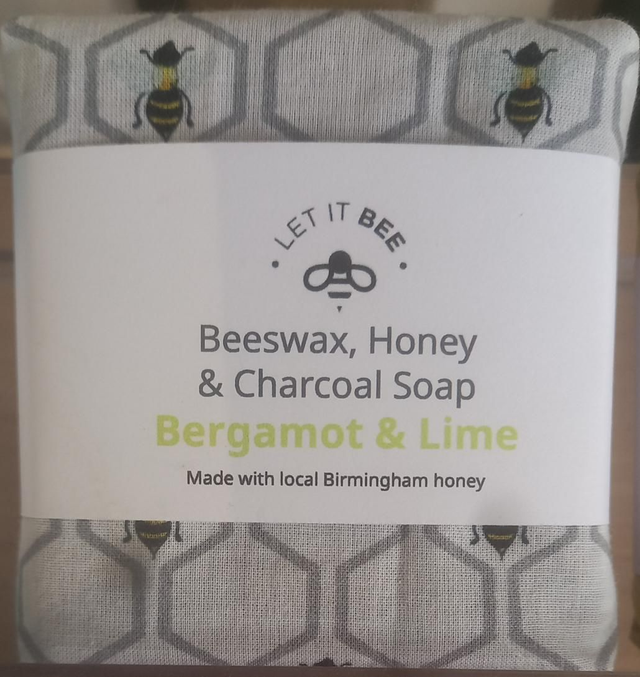 LET IT BEE
Beeswax, Honey
& Charcoal Soap
Bergamot & Lime
Made with local Birmingham honey